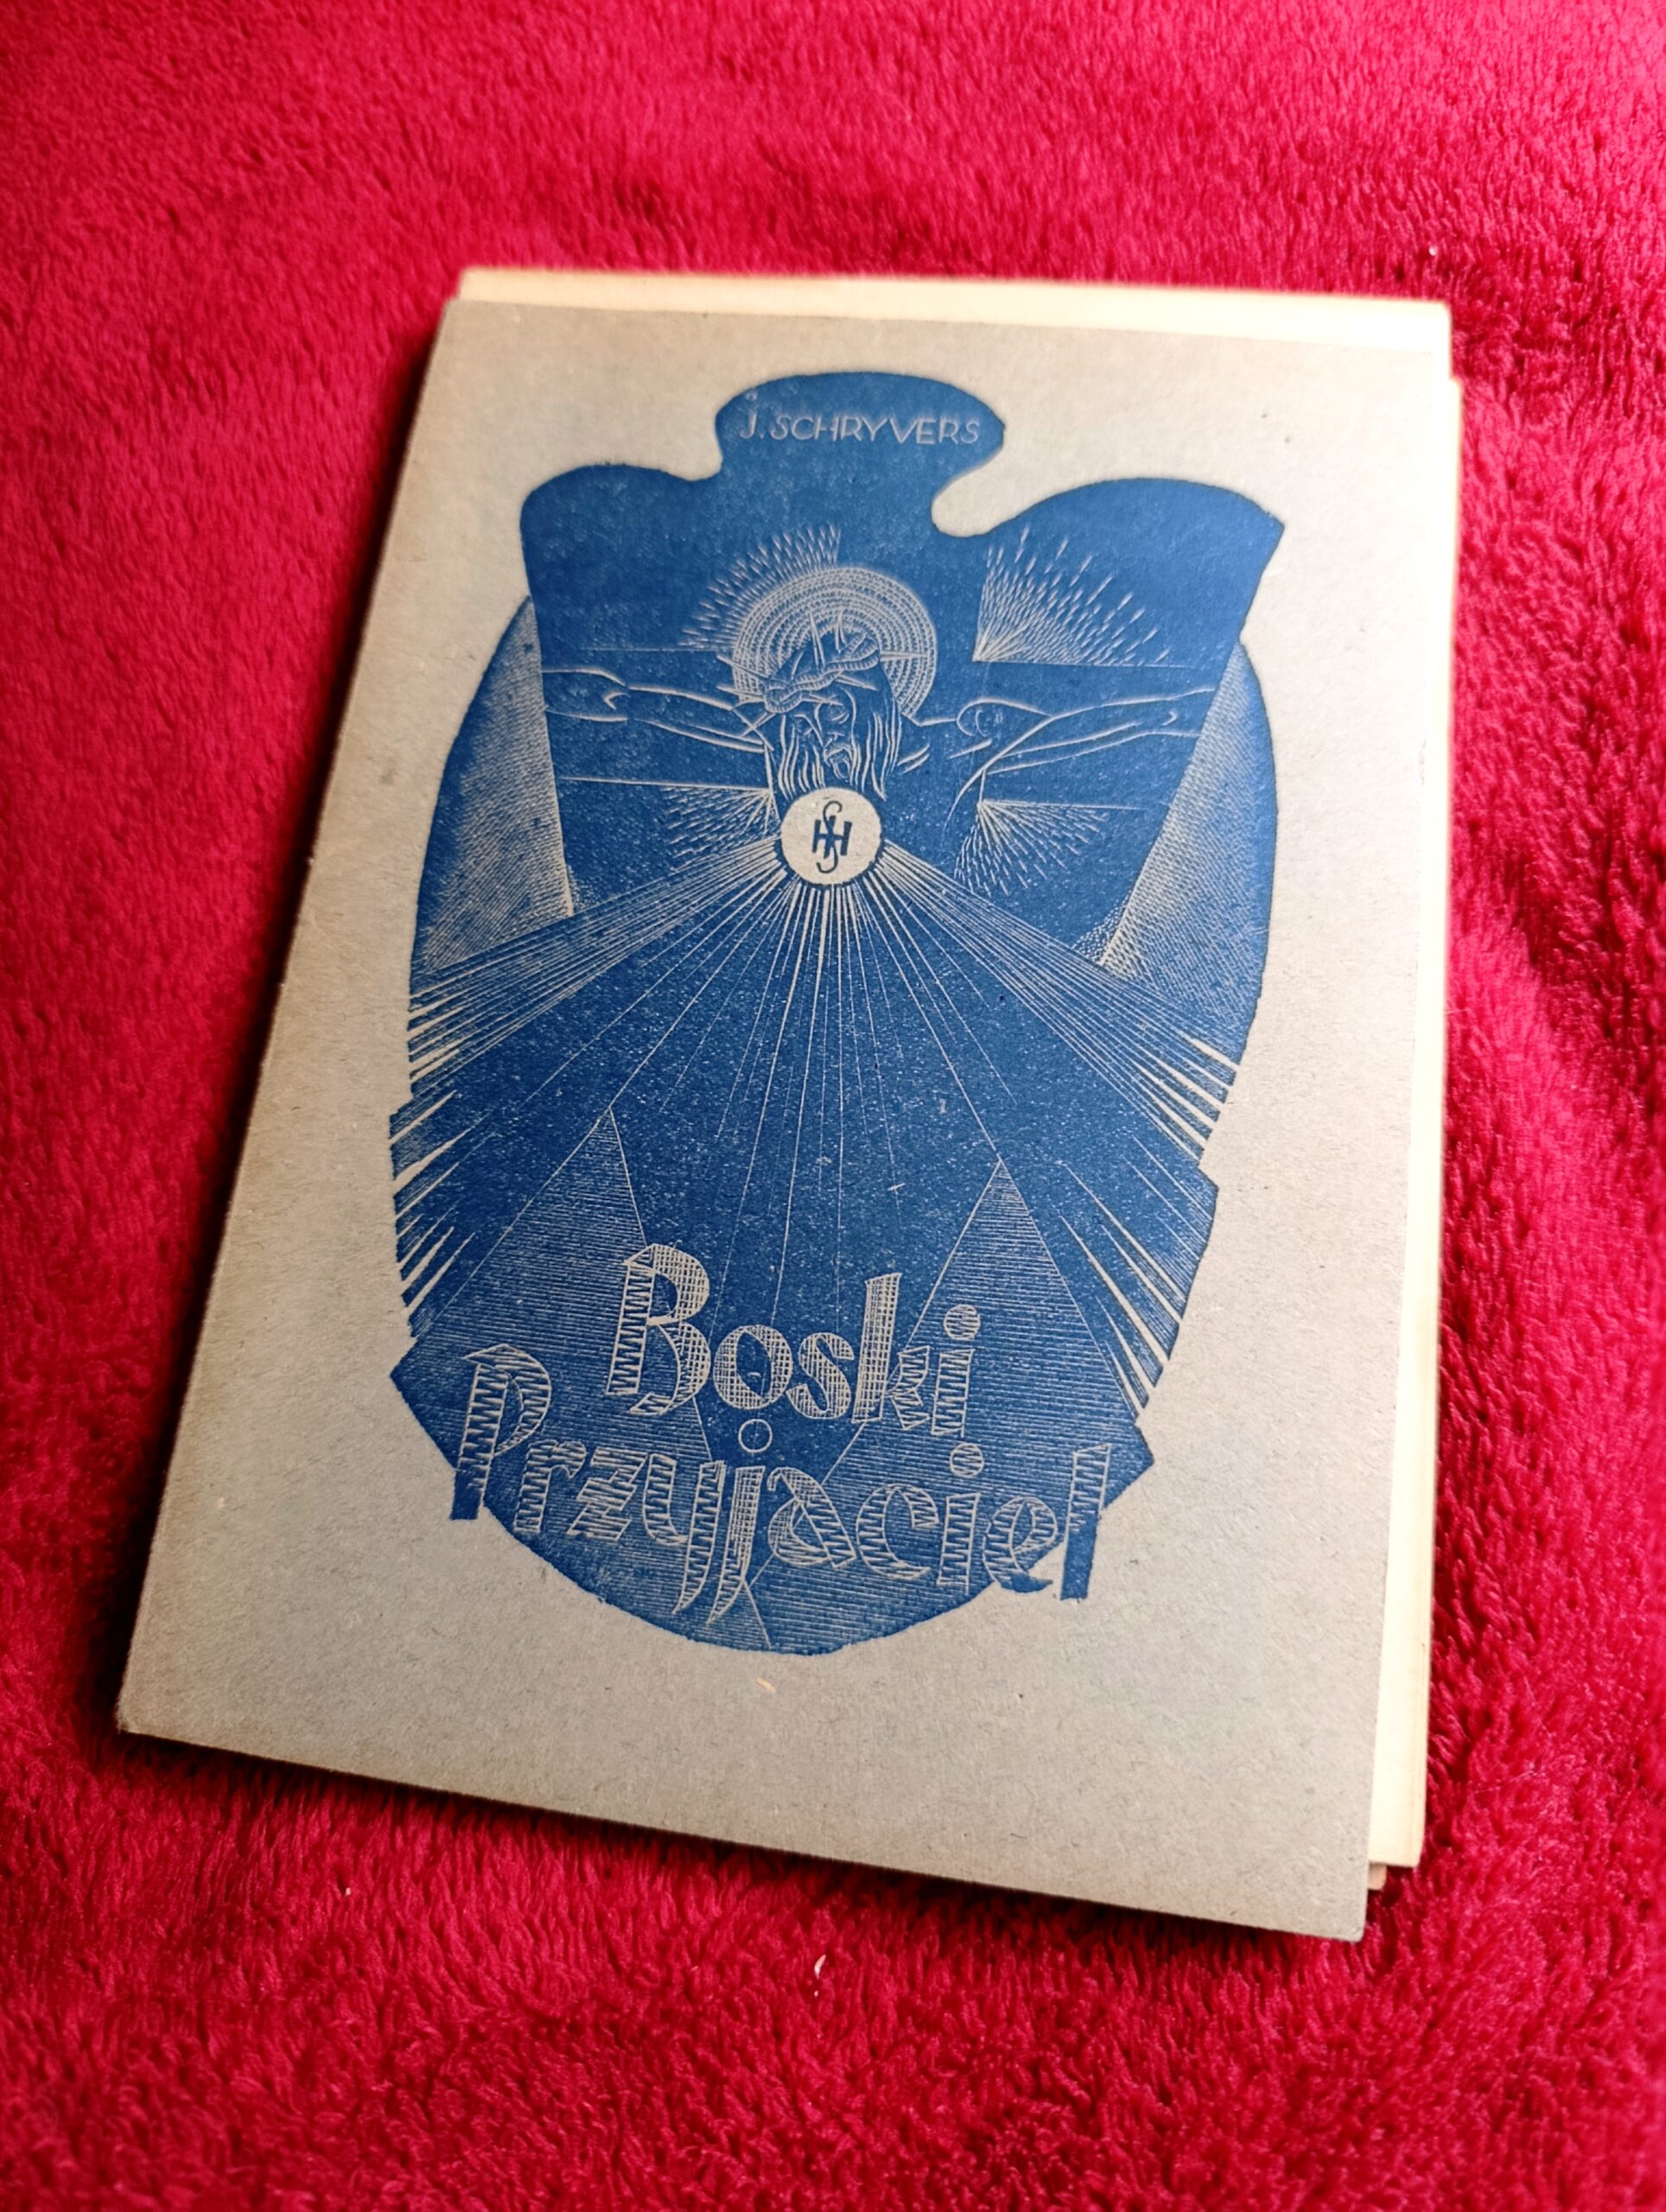 J. SCHRYVERS
IHS
Boski
Przyjaciel